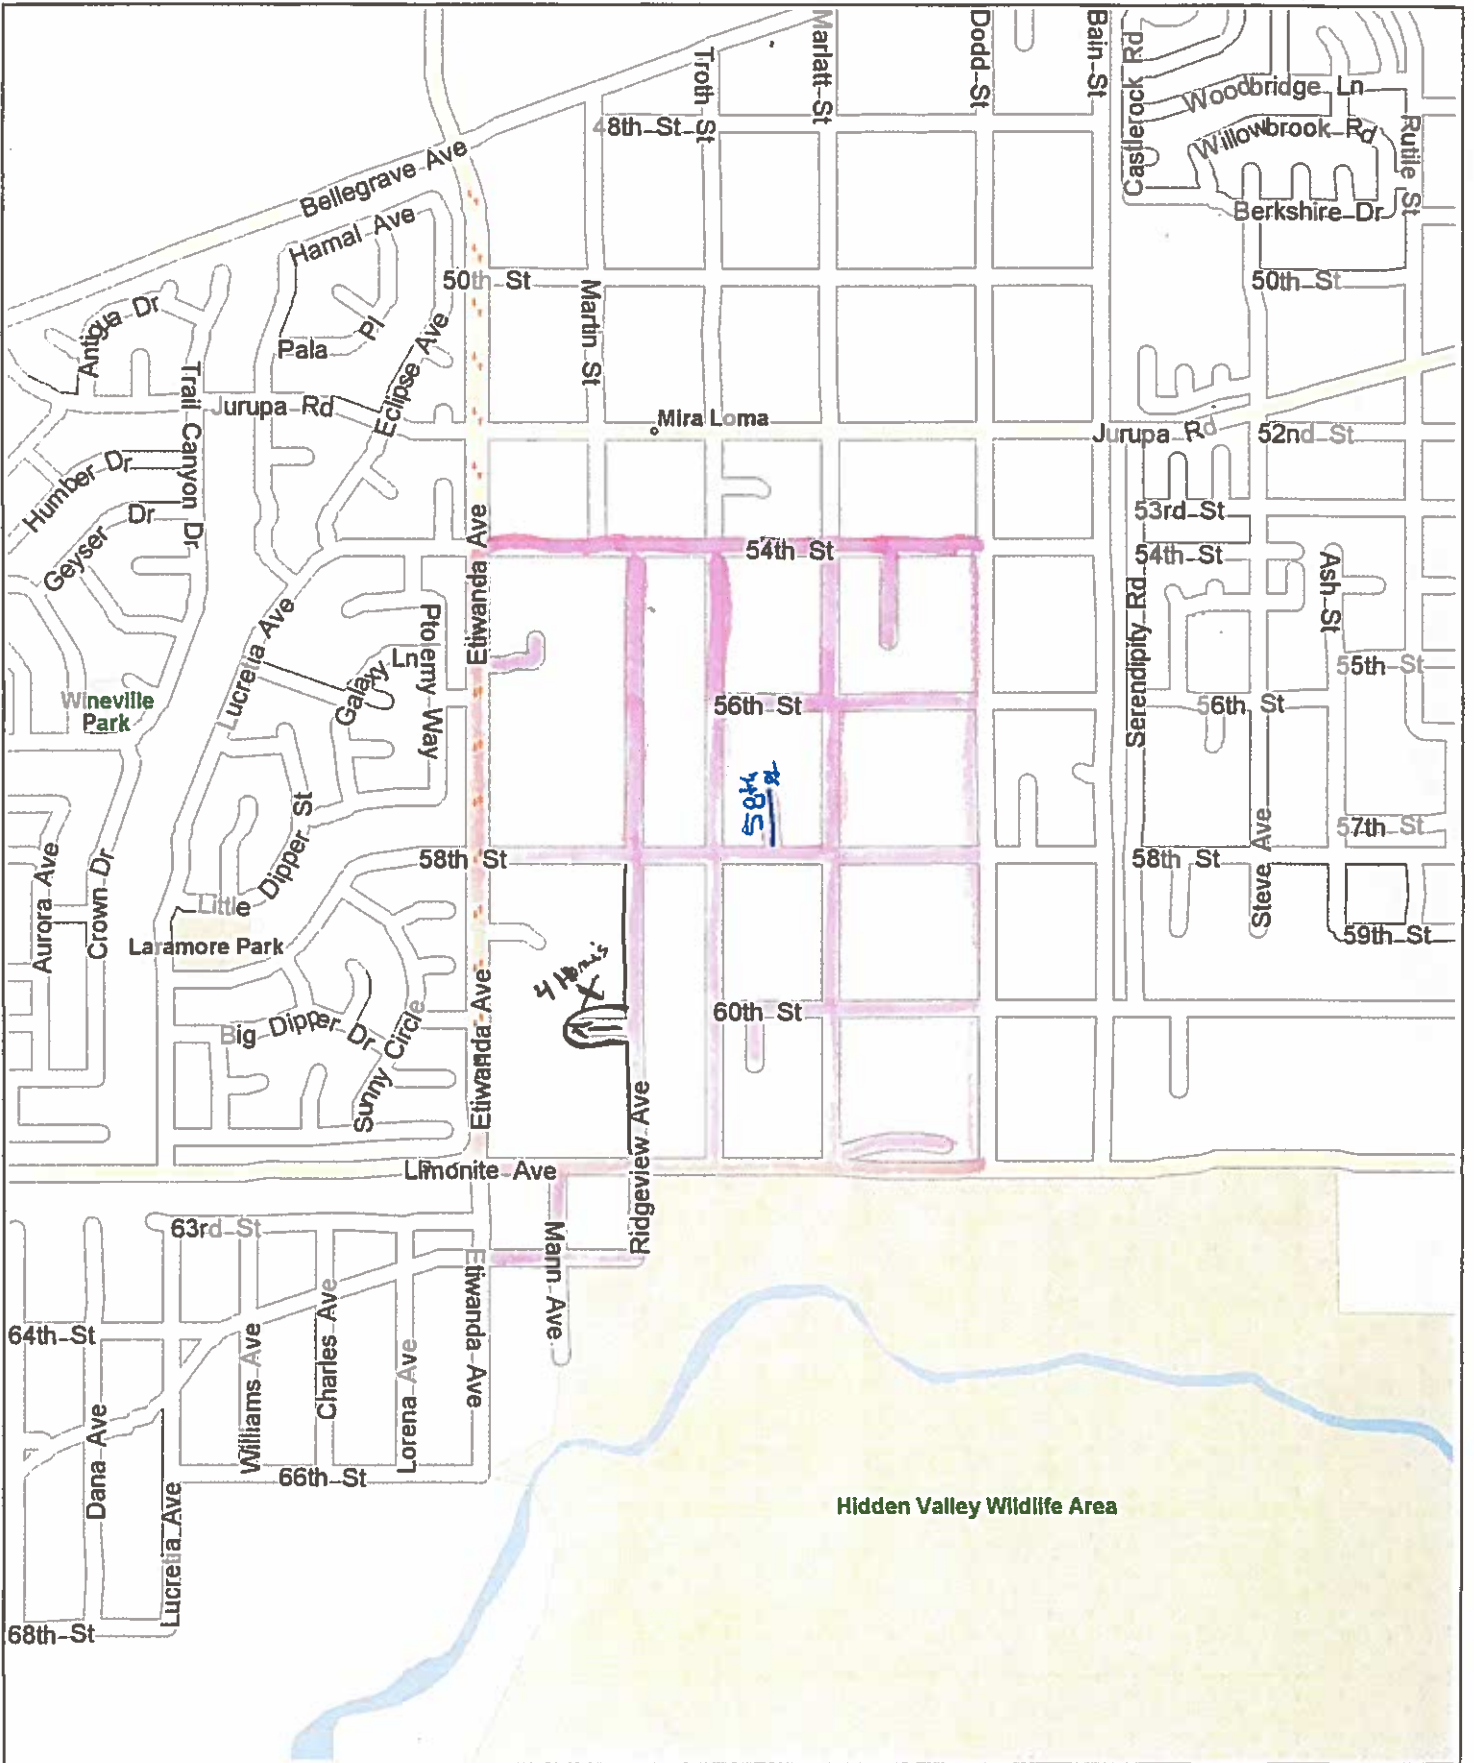 Troth St
Marlatt St
Dodd St
Bain St
Castlerock Rd
Woodbridge Ln
Willowbrook Rd
Rutile St
Berkshire Dr
48th St
Bellegrave Ave
Hamal Ave
50th St
50th St
Antigua Dr
Pala Pl
Eclipse Ave
Martin St
Trail Canyon Dr
Jurupa Rd
Mira Loma
Jurupa Rd
52nd St
Humber Dr
Geyser Dr
53rd St
54th St
54th St
Etiwanda Ave
Ash St
Serendipity Rd
Lucretia Ave
Ptolemy Way
Galaxy Ln
55th St
Wineville
Park
56th St
56th St
58th
St
Little Dipper St
57th St
58th St
58th St
Steve Ave
Aurora Ave
Crown Dr
Laramore Park
59th St
Etiwanda Ave
60th St
Big Dipper Dr
Sunny Circle
Ridgeview Ave
Limonite Ave
63rd St
Mann Ave
Etiwanda Ave
64th St
Williams Ave
Charles Ave
Lorena Ave
Dana Ave
66th St
Lucretia Ave
Hidden Valley Wildlife Area
68th St